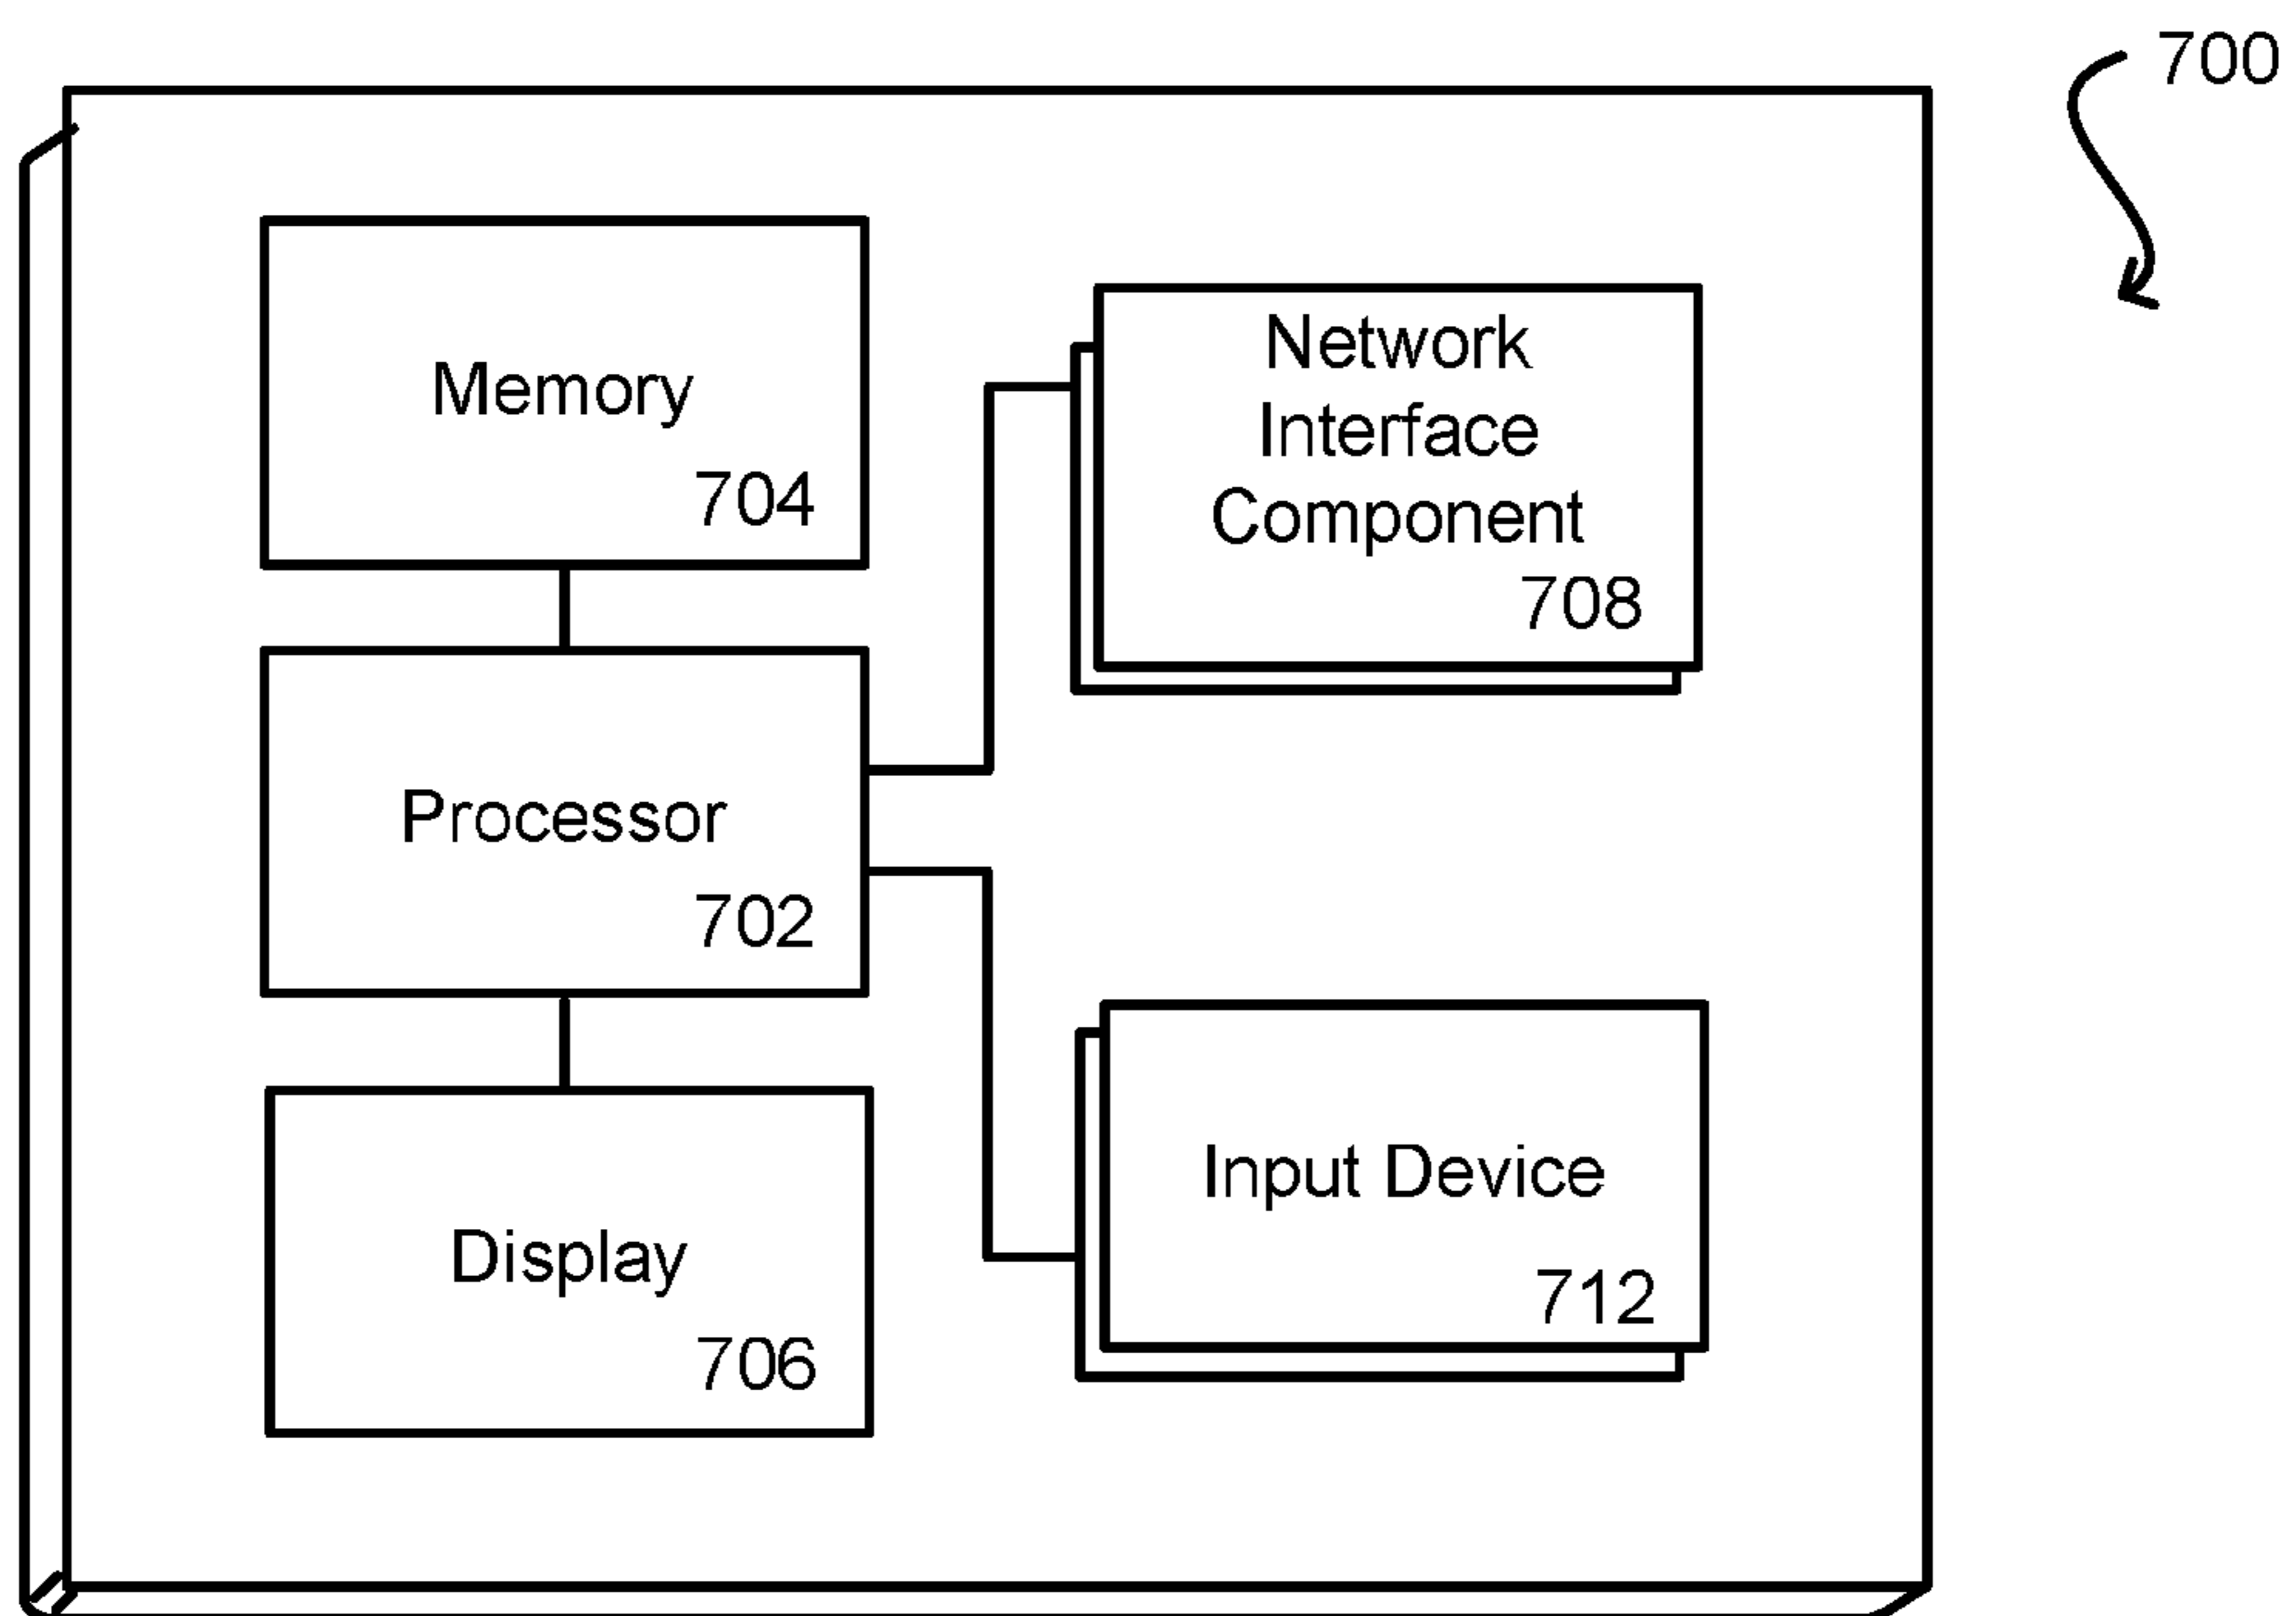 700
Memory
704
Network
Interface
Component
708
Processor
702
Input Device
712
Display
706